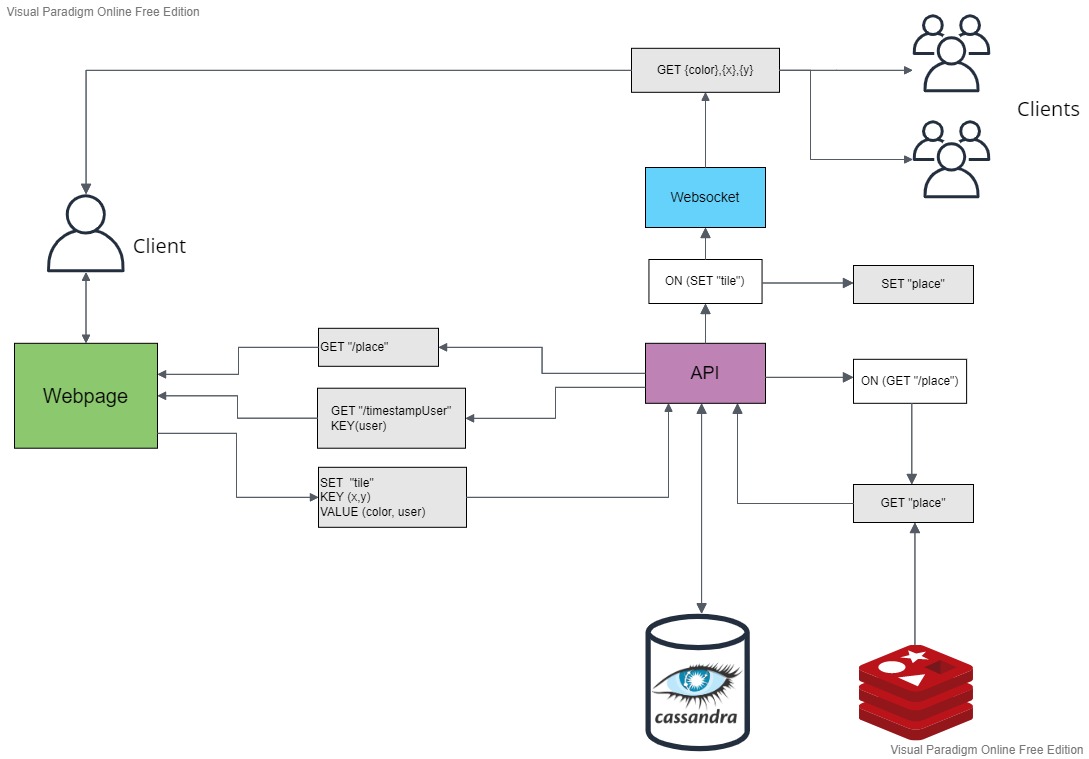 Visual Paradigm Online Free Edition
GET {color},{x},{y}
Clients
Websocket
Client
ON (SET "tile")
SET "place"
GET "/place"
Webpage
API
ON (GET "/place")
GET "/timestampUser"
KEY(user)
SET  "tile"
KEY (x,y)
VALUE (color, user)
GET "place"
cassandra
Visual Paradigm Online Free Edition